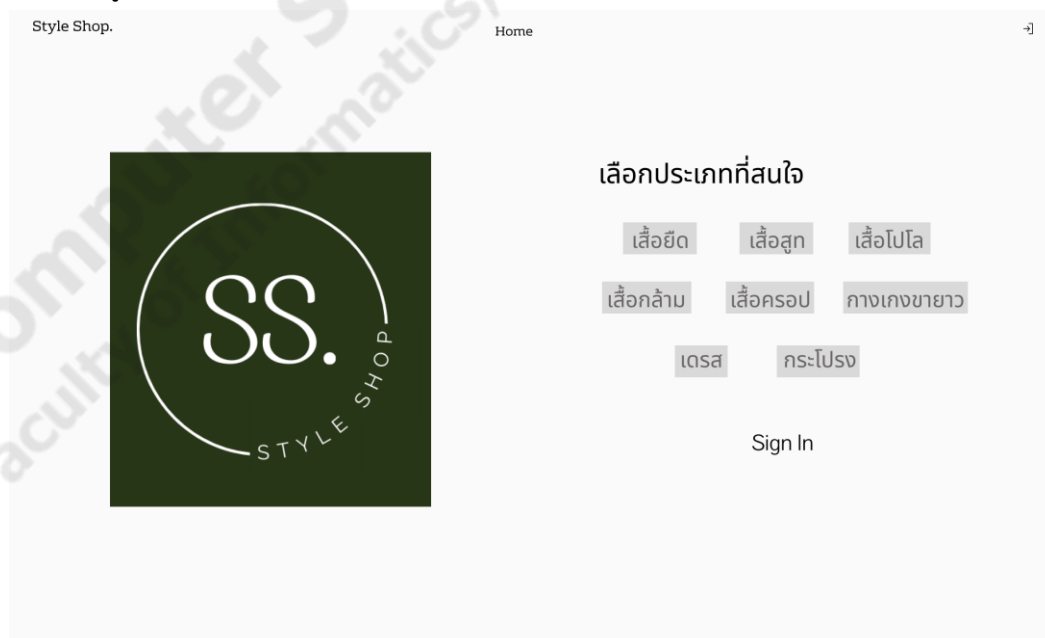 Style Shop.
Home
SS.
STYLE SHOP
เลือกประเภทที่สนใจ
เสื้อยืด เสื้อสูท เสื้อโปโล
เสื้อกล้าม เสื้อครอป กางเกงขายาว
เดรส กระโปรง
Sign In